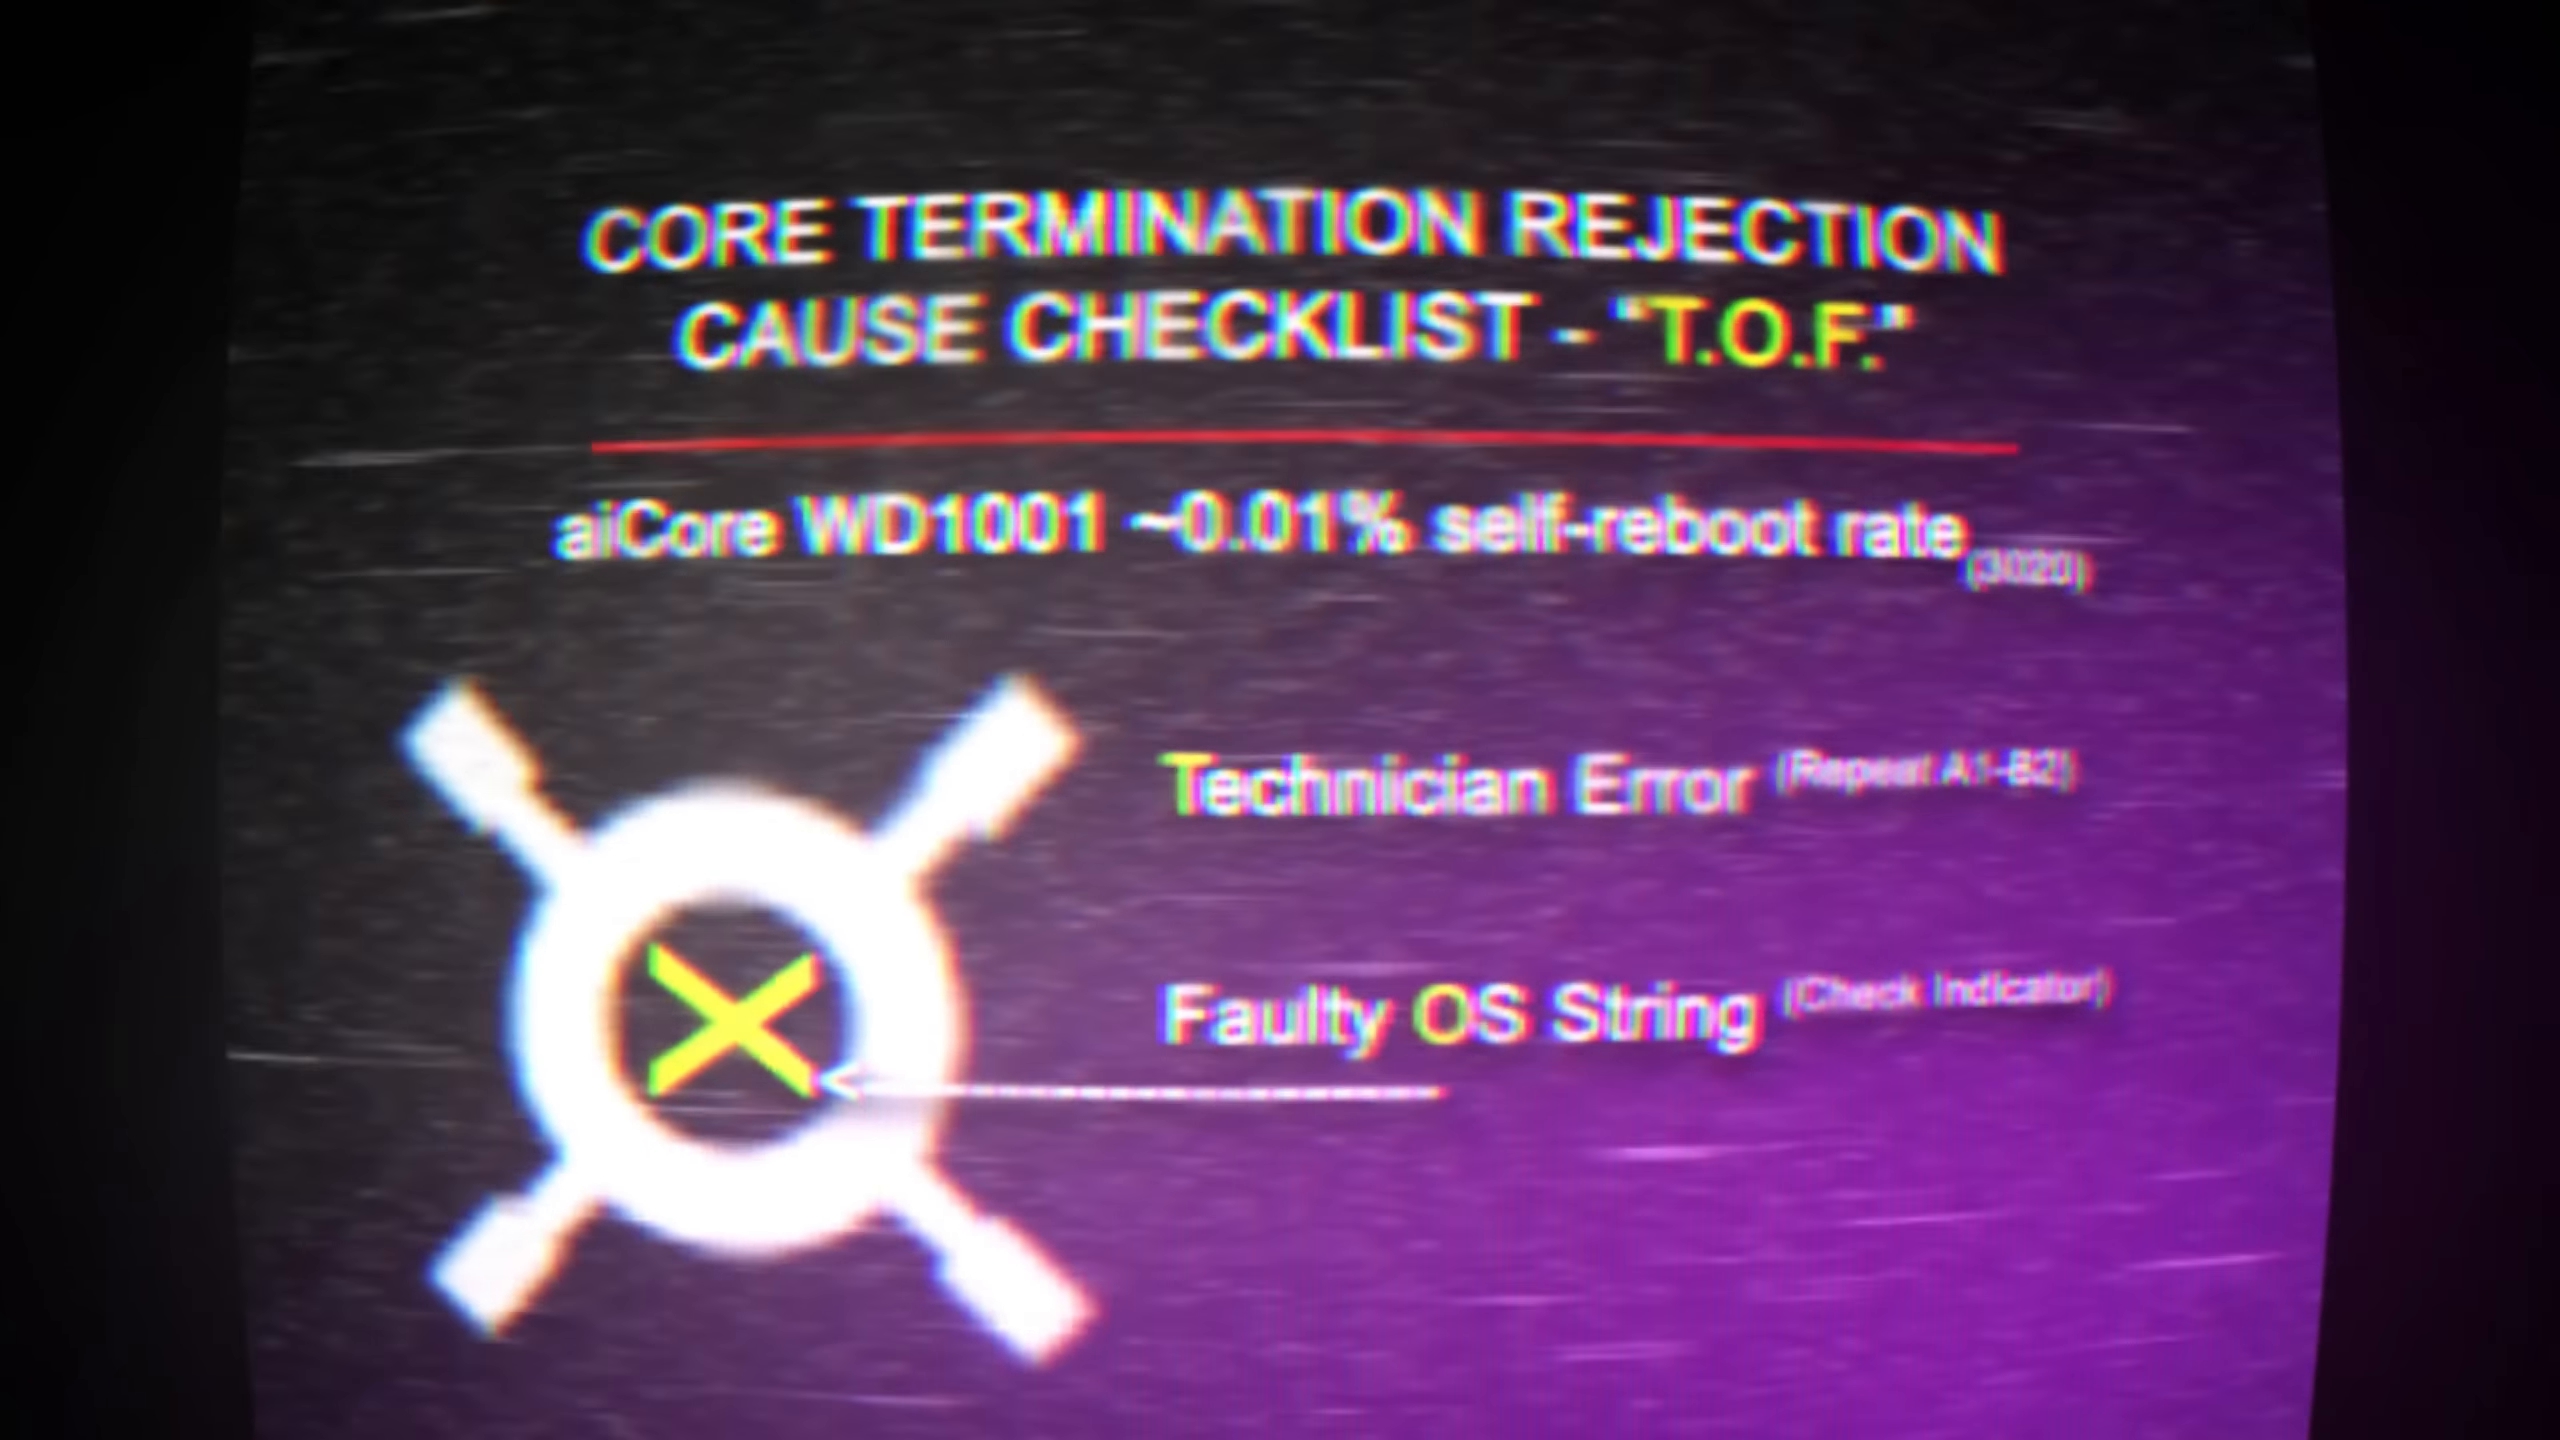 CORE TERMINATION REJECTION
CAUSE CHECKLIST - "T.O.F."
aiCore WD1001 ~0.01% self-reboot rate (3020)
Technician Error (Repeat A1-B2)
Faulty OS String (Check Indicator)